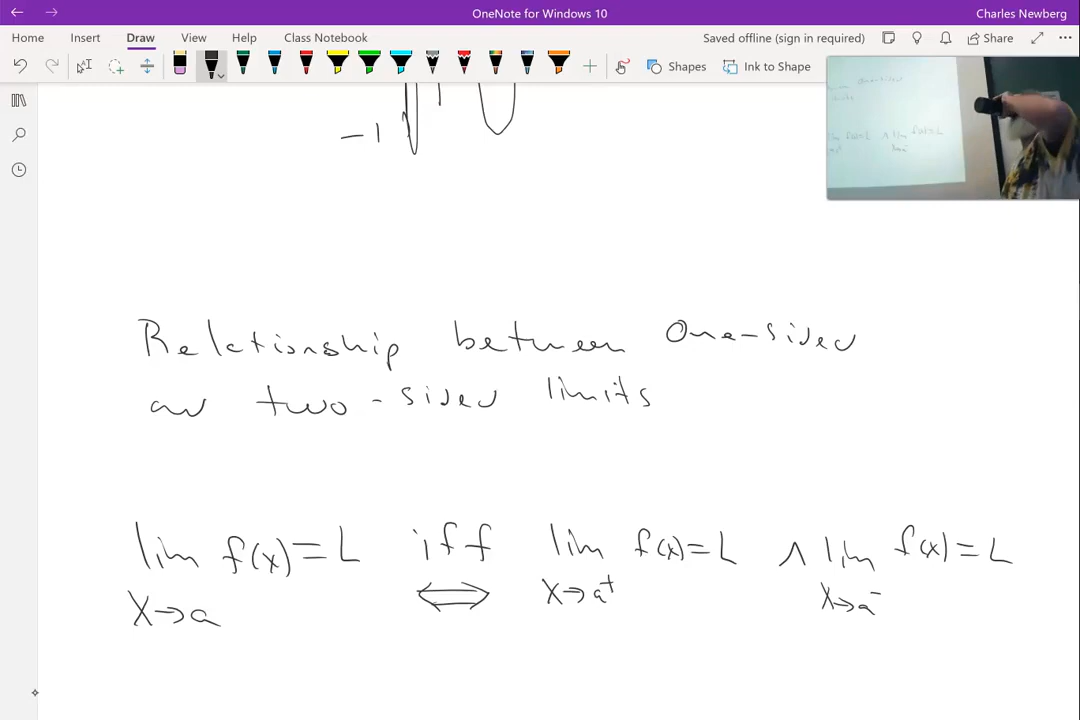 OneNote for Windows 10
Charles Newberg
Home Insert Draw View Help Class Notebook
Saved offline (sign in required)
Share
Shapes
Ink to Shape
-1
Relationship between One-sided
and two-sided limits
lim f(x)=L iff lim f(x)=L ∧ lim f(x)=L
x→a ⟺ x→a⁺ x→a⁻